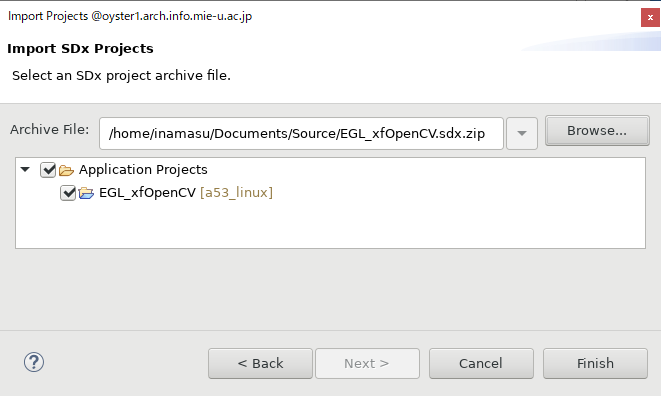 Import Projects @oyster1.arch.info.mie-u.ac.jp
Import SDx Projects
Select an SDx project archive file.
Archive File: /home/inamasu/Documents/Source/EGL_xfOpenCV.sdx.zip Browse...
Application Projects
EGL_xfOpenCV [a53_linux]
? < Back Next > Cancel Finish